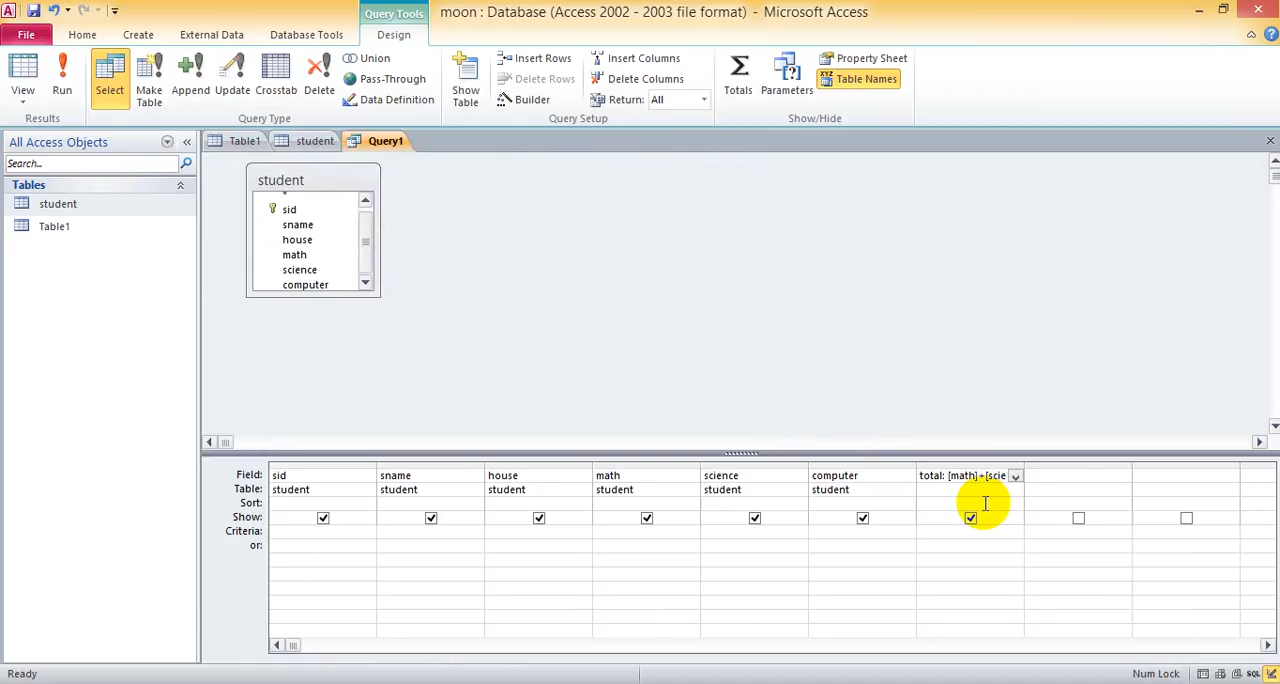 Query Tools
moon : Database (Access 2002 - 2003 file format) - Microsoft Access
File Home Create External Data Database Tools Design
View Run Select Make Table Append Update Crosstab Delete
Union
Pass-Through
Data Definition
Show Table
Insert Rows
Delete Rows
Builder
Insert Columns
Delete Columns
Return: All
Totals Parameters
Property Sheet
XYZ Table Names
Results Query Type Query Setup Show/Hide
All Access Objects
Search...
Tables
student
Table1
Table1 student Query1
student
*
sid
sname
house
math
science
computer
Field: sid sname house math science computer total: [math]+[scie
Table: student student student student student student
Sort:
Show:
Criteria:
or:
Ready Num Lock SQL